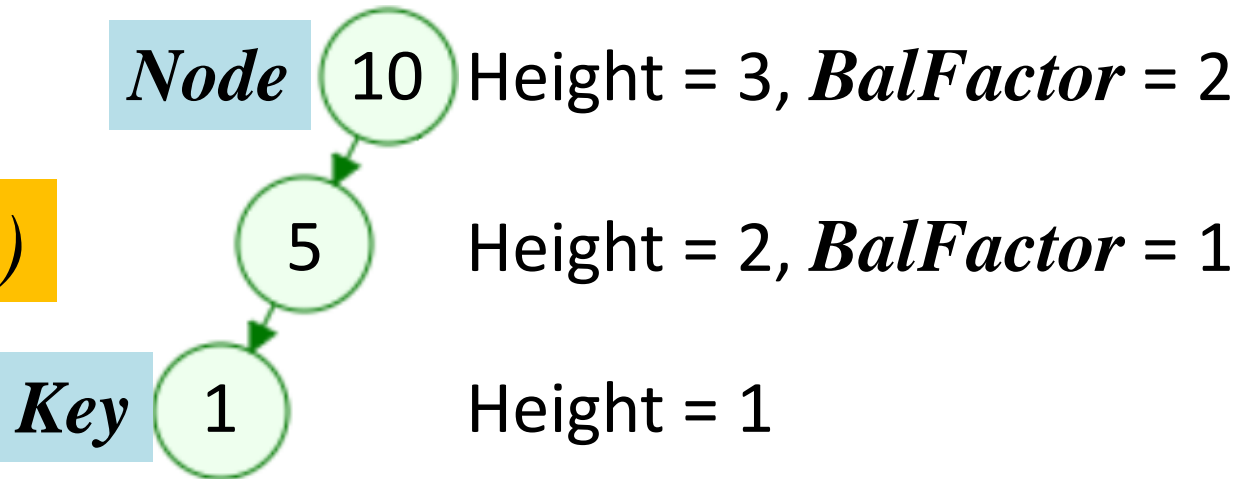 Node 10 Height = 3, BalFactor = 2
) 5 Height = 2, BalFactor = 1
Key 1 Height = 1